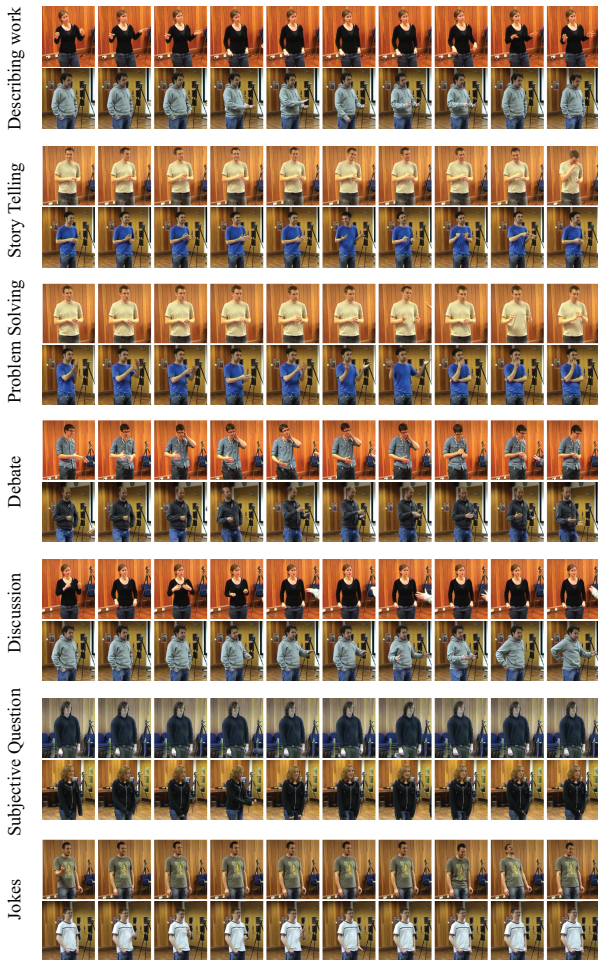 Describing work
Story Telling
Problem Solving
Debate
Discussion
Subjective Question
Jokes